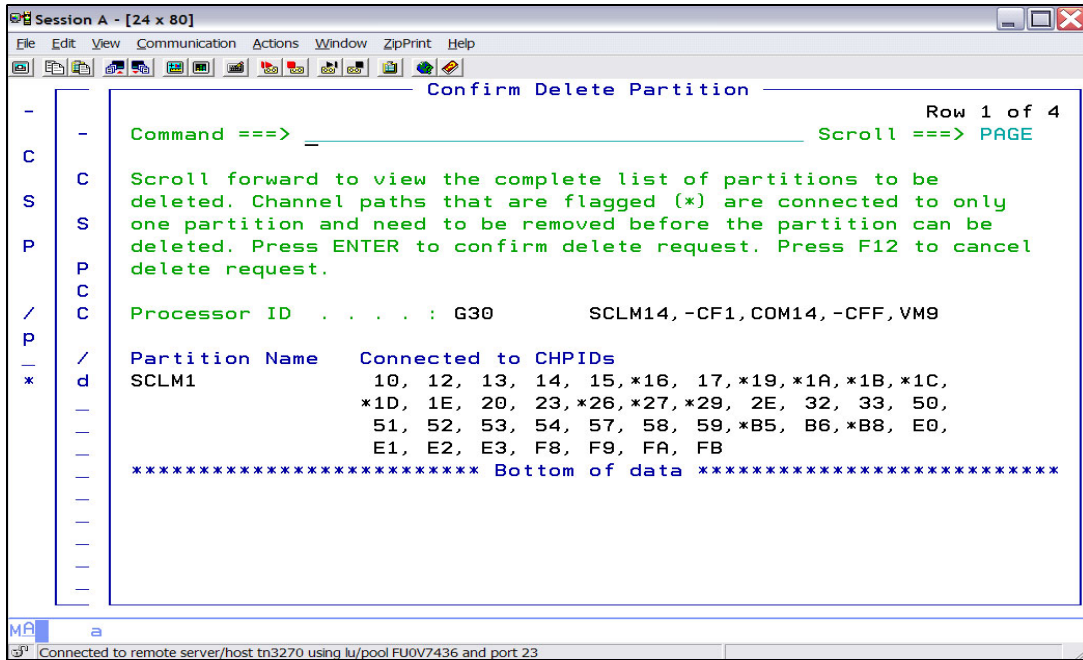 Session A - [24 x 80]
File Edit View Communication Actions Window ZipPrint Help
Confirm Delete Partition
- Row 1 of 4
- Command ===> Scroll ===> PAGE
C
C Scroll forward to view the complete list of partitions to be
S deleted. Channel paths that are flagged (*) are connected to only
S one partition and need to be removed before the partition can be
P deleted. Press ENTER to confirm delete request. Press F12 to cancel
P delete request.
C
/ C Processor ID . . . . : G30 SCLM14,-CF1,COM14,-CFF,VM9
p
_ / Partition Name Connected to CHPIDs
* d SCLM1 10, 12, 13, 14, 15,*16, 17,*19,*1A,*1B,*1C,
_ *1D, 1E, 20, 23,*26,*27,*29, 2E, 32, 33, 50,
_ 51, 52, 53, 54, 57, 58, 59,*B5, B6,*B8, E0,
_ E1, E2, E3, F8, F9, FA, FB
_ ************************** Bottom of data ***************************
_
_
_
_
_
MA a
Connected to remote server/host tn3270 using lu/pool FU0V7436 and port 23